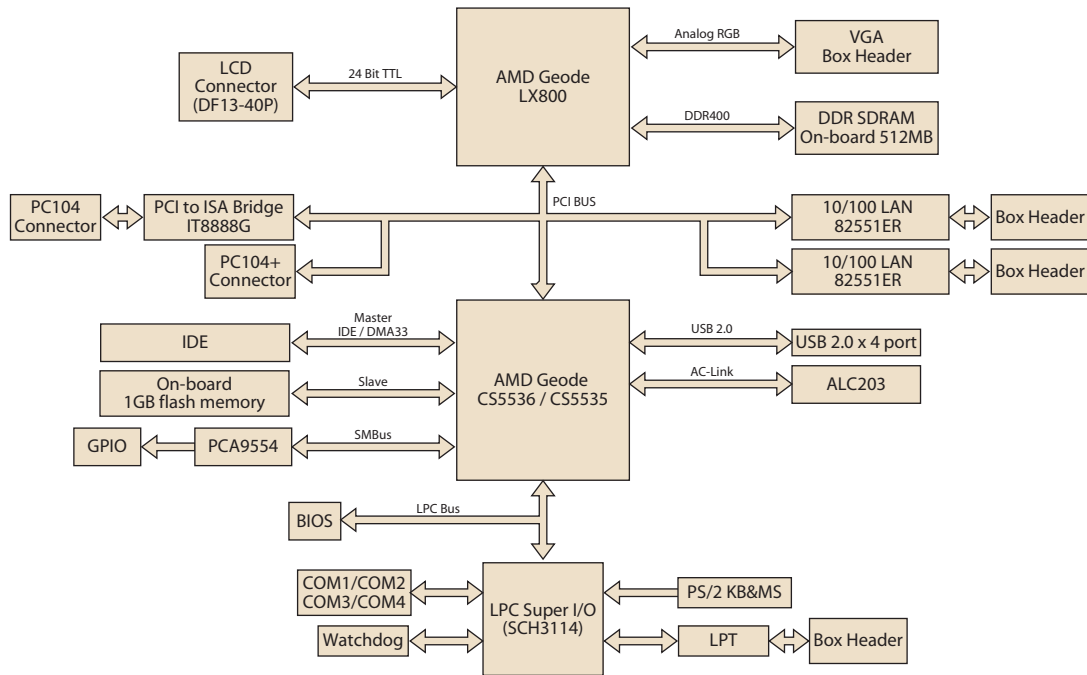 Analog RGB
VGA
Box Header
LCD
Connector
(DF13-40P)
24 Bit TTL
AMD Geode
LX800
DDR400
DDR SDRAM
On-board 512MB
PC104
Connector
PCI to ISA Bridge
IT8888G
PCI BUS
10/100 LAN
82551ER
Box Header
PC104+
Connector
10/100 LAN
82551ER
Box Header
IDE
Master
IDE / DMA33
AMD Geode
CS5536 / CS5535
USB 2.0
USB 2.0 x 4 port
On-board
1GB flash memory
Slave
AC-Link
ALC203
GPIO
PCA9554
SMBus
BIOS
LPC Bus
COM1/COM2
COM3/COM4
LPC Super I/O
(SCH3114)
PS/2 KB&MS
Watchdog
LPT
Box Header